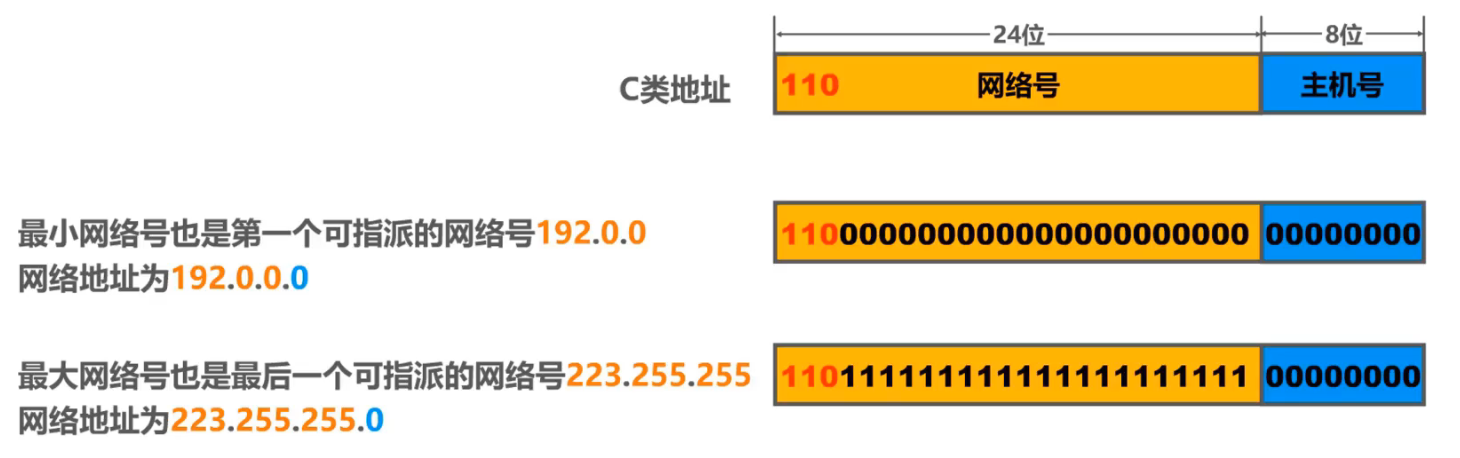 24位 8位
C类地址 110 网络号 主机号
最小网络号也是第一个可指派的网络号192.0.0
网络地址为192.0.0.0
110000000000000000000000 00000000
最大网络号也是最后一个可指派的网络号223.255.255
网络地址为223.255.255.0
110111111111111111111111 00000000